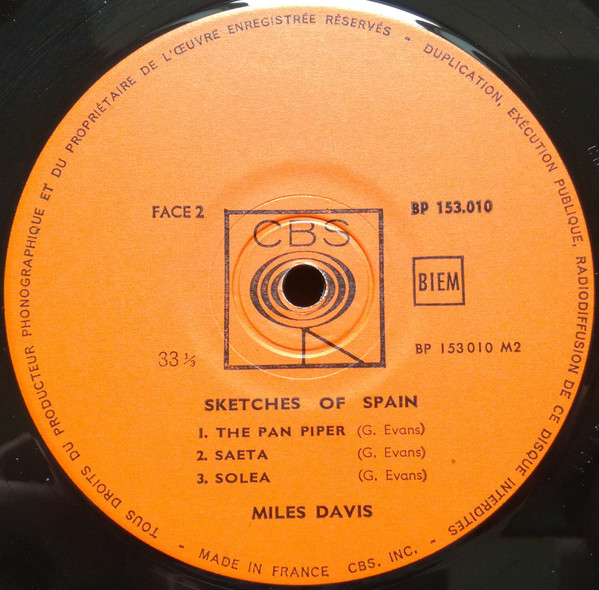 TOUS DROITS DU PRODUCTEUR PHONOGRAPHIQUE ET DU PROPRIÉTAIRE DE L'ŒUVRE ENREGISTRÉE RÉSERVÉS - DUPLICATION, EXÉCUTION PUBLIQUE, RADIODIFFUSION DE CE DISQUE INTERDITES -
FACE 2
BP 153.010
CBS
BIEM
33 ⅓
BP 153010 M2
SKETCHES OF SPAIN
1. THE PAN PIPER (G. Evans)
2. SAETA (G. Evans)
3. SOLEA (G. Evans)
MILES DAVIS
- MADE IN FRANCE CBS. INC. -